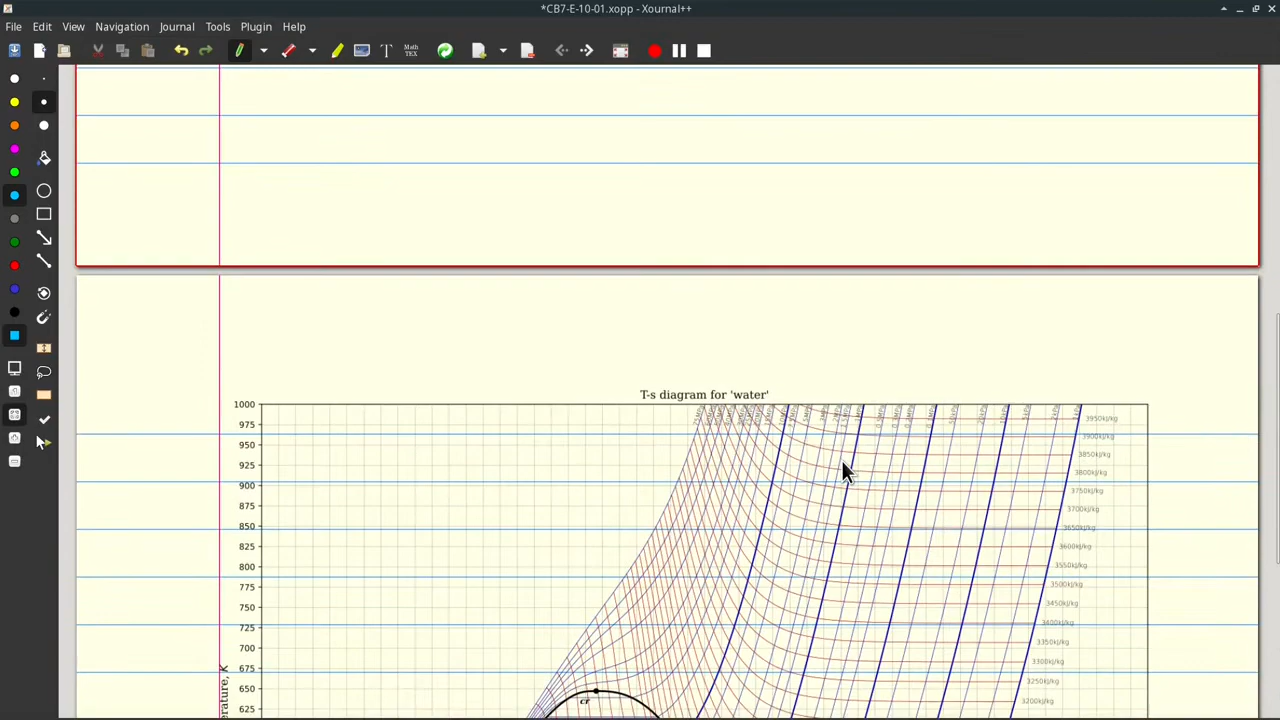 *CB7-E-10-01.xopp - Xournal++
File Edit View Navigation Journal Tools Plugin Help
T
Math
TEX
T-s diagram for 'water'
1000
975
950
925
900
875
850
825
800
775
750
725
700
675
650
625
erature, K
CP
3950kJ/kg
3900kJ/kg
3850kJ/kg
3800kJ/kg
3750kJ/kg
3700kJ/kg
3650kJ/kg
3600kJ/kg
3550kJ/kg
3500kJ/kg
3450kJ/kg
3400kJ/kg
3350kJ/kg
3300kJ/kg
3250kJ/kg
3200kJ/kg